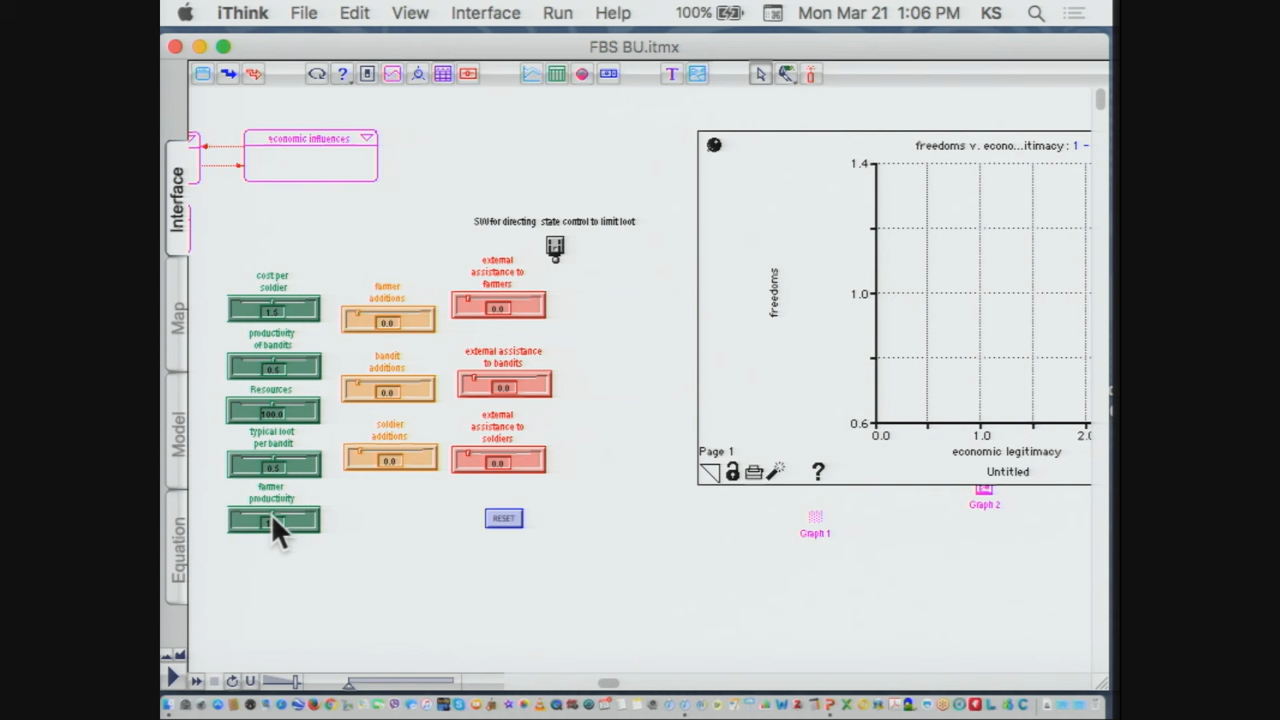 iThink File Edit View Interface Run Help 100% Mon Mar 21 1:06 PM KS
FBS BU.itmx
Interface
Map
Model
Equation
economic influences
SW for directing state control to limit loot
cost per
soldier
1.5
productivity
of bandits
0.5
Resources
100.0
typical loot
per bandit
0.5
farmer
productivity
farmer
additions
0.0
bandit
additions
0.0
soldier
additions
0.0
external
assistance to
farmers
0.0
external assistance
to bandits
0.0
external
assistance to
soldiers
0.0
RESET
freedoms v. econo...itimacy: 1 -
1.4
1.0
0.6
freedoms
0.0 1.0 2.0
economic legitimacy
Page 1
Untitled
?
Graph 1
Graph 2